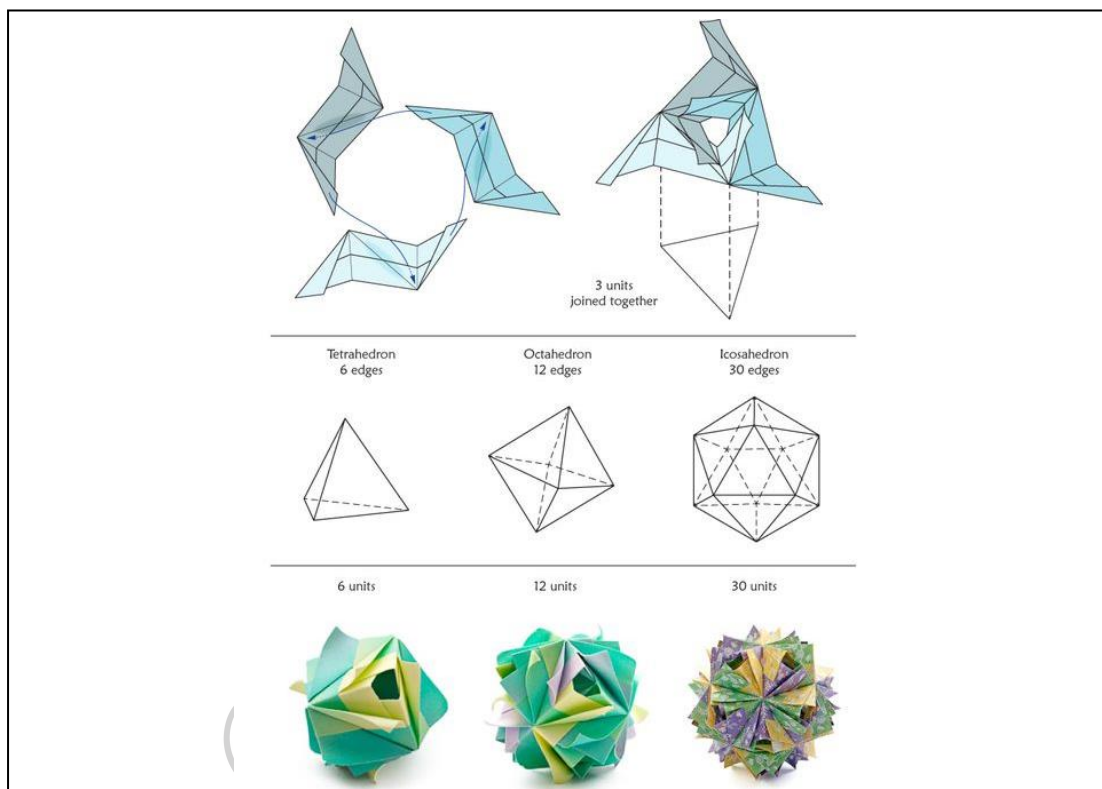 3 units
joined together
Tetrahedron
6 edges
Octahedron
12 edges
Icosahedron
30 edges
6 units
12 units
30 units